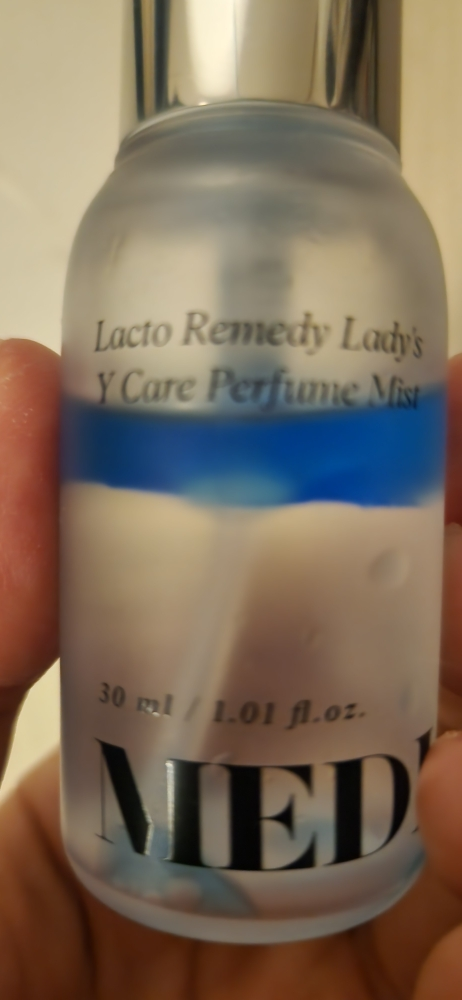 Lacto Remedy Lady's
Y Care Perfume Mist
30 ml / 1.01 fl.oz.